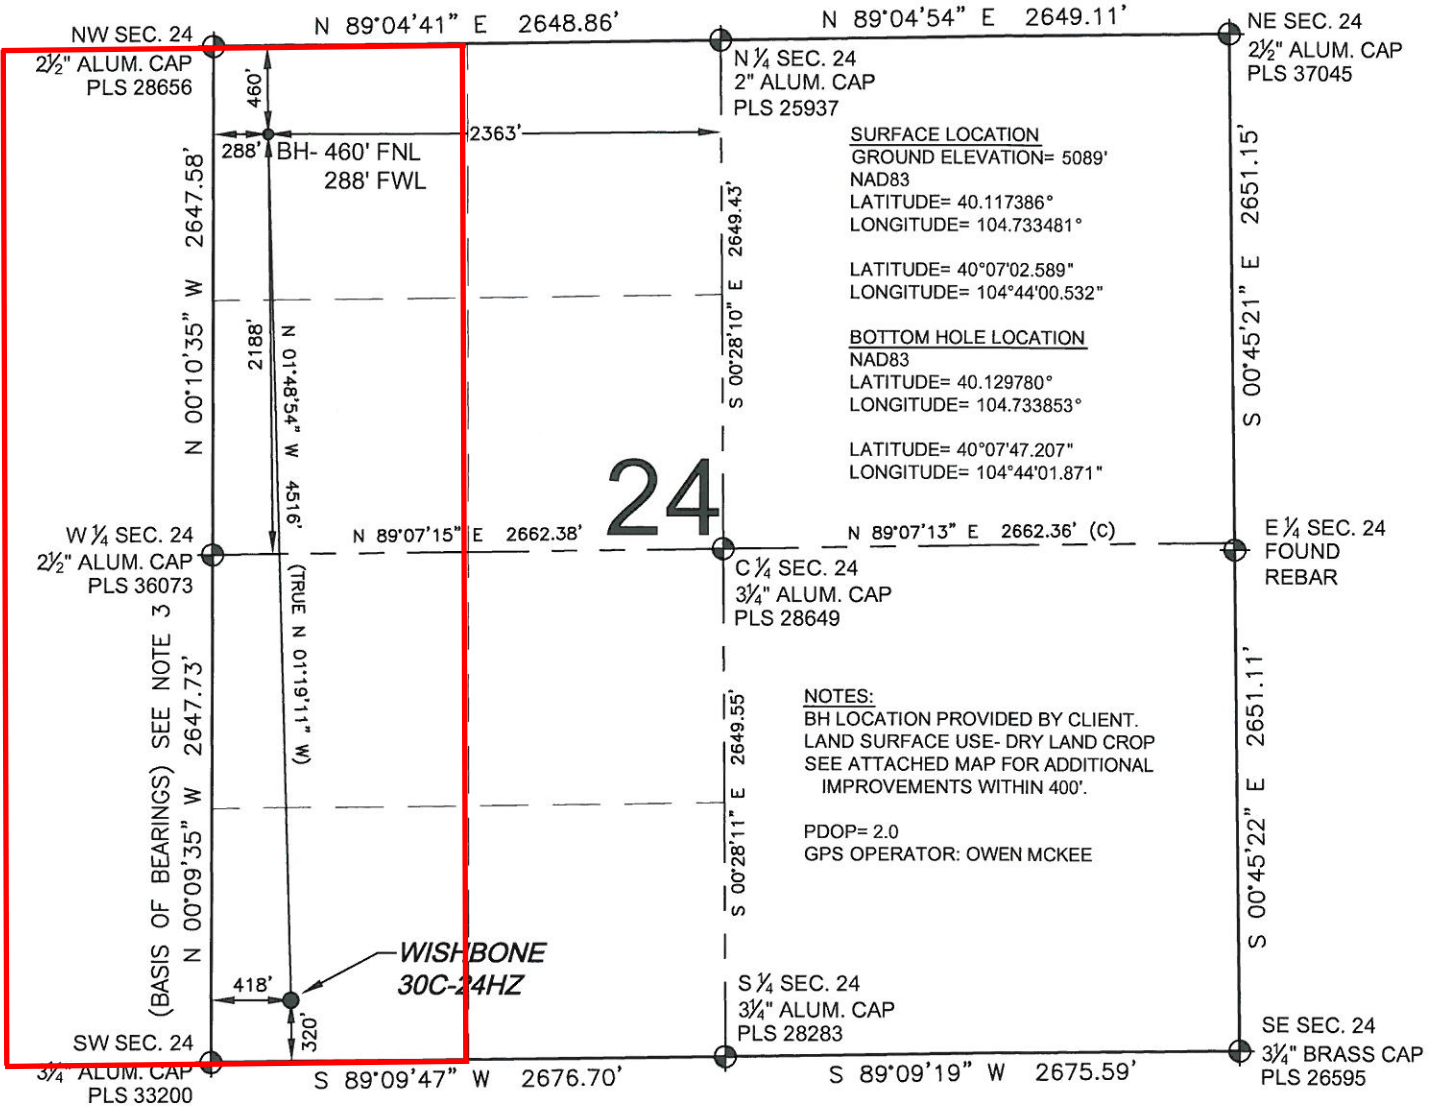 N 89°04'41" E 2648.86'
N 89°04'54" E 2649.11'
NW SEC. 24
2½" ALUM. CAP
PLS 28656
N ¼ SEC. 24
2" ALUM. CAP
PLS 25937
NE SEC. 24
2½" ALUM. CAP
PLS 37045
460'
288'
2363'
BH- 460' FNL
288' FWL
N 00°10'35" W 2647.58'
2188'
N 01°48'54" W 4516'
(TRUE N 01°19'11" W)
S 00°28'10" E 2649.43'
SURFACE LOCATION
GROUND ELEVATION= 5089'
NAD83
LATITUDE= 40.117386°
LONGITUDE= 104.733481°
LATITUDE= 40°07'02.589"
LONGITUDE= 104°44'00.532"
BOTTOM HOLE LOCATION
NAD83
LATITUDE= 40.129780°
LONGITUDE= 104.733853°
LATITUDE= 40°07'47.207"
LONGITUDE= 104°44'01.871"
S 00°45'21" E 2651.15'
24
W ¼ SEC. 24
2½" ALUM. CAP
PLS 36073
N 89°07'15" E 2662.38'
N 89°07'13" E 2662.36' (C)
C ¼ SEC. 24
3¼" ALUM. CAP
PLS 28649
E ¼ SEC. 24
FOUND
REBAR
(BASIS OF BEARINGS) SEE NOTE 3
N 00°09'35" W 2647.73'
S 00°28'11" E 2649.55'
NOTES:
BH LOCATION PROVIDED BY CLIENT.
LAND SURFACE USE- DRY LAND CROP
SEE ATTACHED MAP FOR ADDITIONAL
IMPROVEMENTS WITHIN 400'.
PDOP= 2.0
GPS OPERATOR: OWEN MCKEE
S 00°45'22" E 2651.11'
WISHBONE
30C-24HZ
418'
320'
SW SEC. 24
3¼" ALUM. CAP
PLS 33200
S 89°09'47" W 2676.70'
S ¼ SEC. 24
3¼" ALUM. CAP
PLS 28283
S 89°09'19" W 2675.59'
SE SEC. 24
3¼" BRASS CAP
PLS 26595